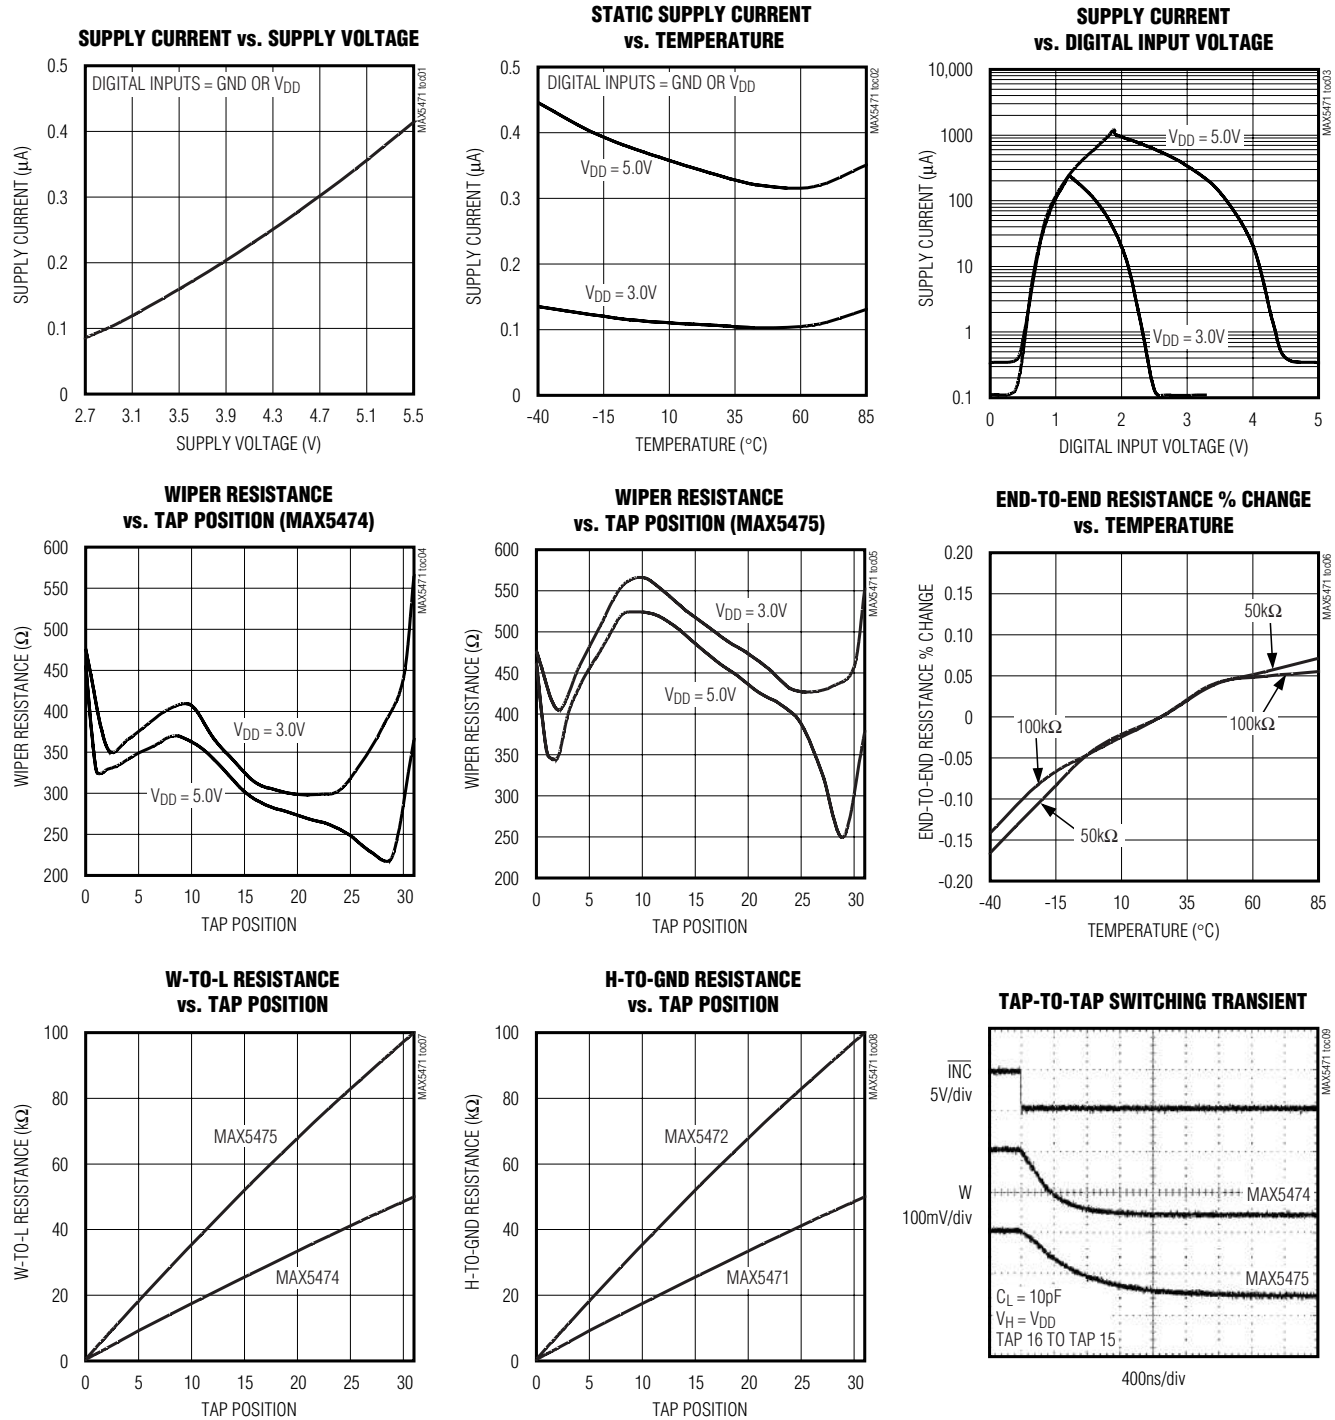 SUPPLY CURRENT vs. SUPPLY VOLTAGE
DIGITAL INPUTS = GND OR VDD
MAX5471 toc01
SUPPLY CURRENT (μA)
0.5
0.4
0.3
0.2
0.1
0
2.7 3.1 3.5 3.9 4.3 4.7 5.1 5.5
SUPPLY VOLTAGE (V)
STATIC SUPPLY CURRENT
vs. TEMPERATURE
DIGITAL INPUTS = GND OR VDD
MAX5471 toc02
SUPPLY CURRENT (μA)
0.5
0.4
0.3
0.2
0.1
0
VDD = 5.0V
VDD = 3.0V
-40 -15 10 35 60 85
TEMPERATURE (°C)
SUPPLY CURRENT
vs. DIGITAL INPUT VOLTAGE
MAX5471 toc03
SUPPLY CURRENT (μA)
10,000
1000
100
10
1
0.1
VDD = 5.0V
VDD = 3.0V
0 1 2 3 4 5
DIGITAL INPUT VOLTAGE (V)
WIPER RESISTANCE
vs. TAP POSITION (MAX5474)
MAX5471 toc04
WIPER RESISTANCE (Ω)
600
550
500
450
400
350
300
250
200
VDD = 3.0V
VDD = 5.0V
0 5 10 15 20 25 30
TAP POSITION
WIPER RESISTANCE
vs. TAP POSITION (MAX5475)
MAX5471 toc05
WIPER RESISTANCE (Ω)
600
550
500
450
400
350
300
250
200
VDD = 3.0V
VDD = 5.0V
0 5 10 15 20 25 30
TAP POSITION
END-TO-END RESISTANCE % CHANGE
vs. TEMPERATURE
MAX5471 toc06
END-TO-END RESISTANCE % CHANGE
0.20
0.15
0.10
0.05
0
-0.05
-0.10
-0.15
-0.20
50kΩ
100kΩ
100kΩ
50kΩ
-40 -15 10 35 60 85
TEMPERATURE (°C)
W-TO-L RESISTANCE
vs. TAP POSITION
MAX5471 toc07
W-TO-L RESISTANCE (kΩ)
100
80
60
40
20
0
MAX5475
MAX5474
0 5 10 15 20 25 30
TAP POSITION
H-TO-GND RESISTANCE
vs. TAP POSITION
MAX5471 toc08
H-TO-GND RESISTANCE (kΩ)
100
80
60
40
20
0
MAX5472
MAX5471
0 5 10 15 20 25 30
TAP POSITION
TAP-TO-TAP SWITCHING TRANSIENT
MAX5471 toc09
INC
5V/div
W
100mV/div
MAX5474
MAX5475
CL = 10pF
VH = VDD
TAP 16 TO TAP 15
400ns/div